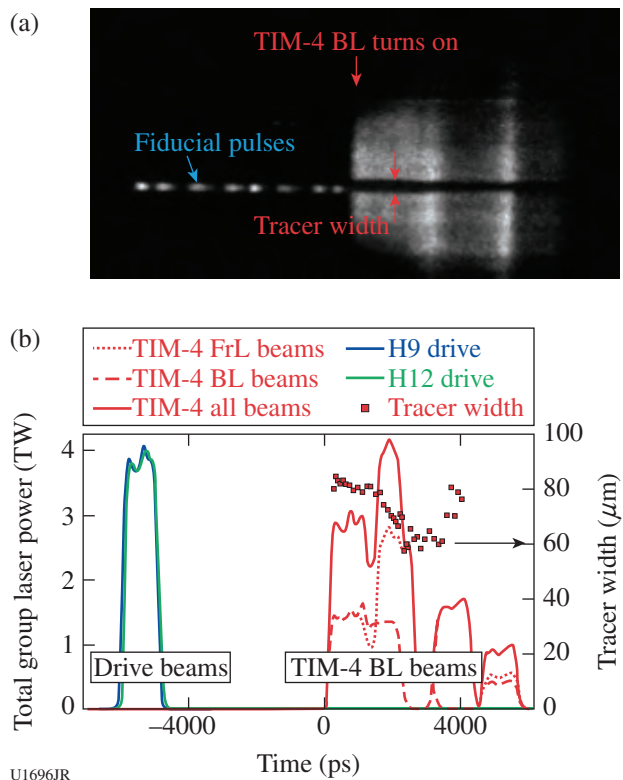 (a)
TIM-4 BL turns on
Fiducial pulses
Tracer width
(b)
TIM-4 FrL beams
H9 drive
TIM-4 BL beams
H12 drive
TIM-4 all beams
Tracer width
4
3
2
1
0
Total group laser power (TW)
100
80
60
40
20
0
Tracer width (μm)
Drive beams
TIM-4 BL beams
−4000
0
4000
Time (ps)
U1696JR